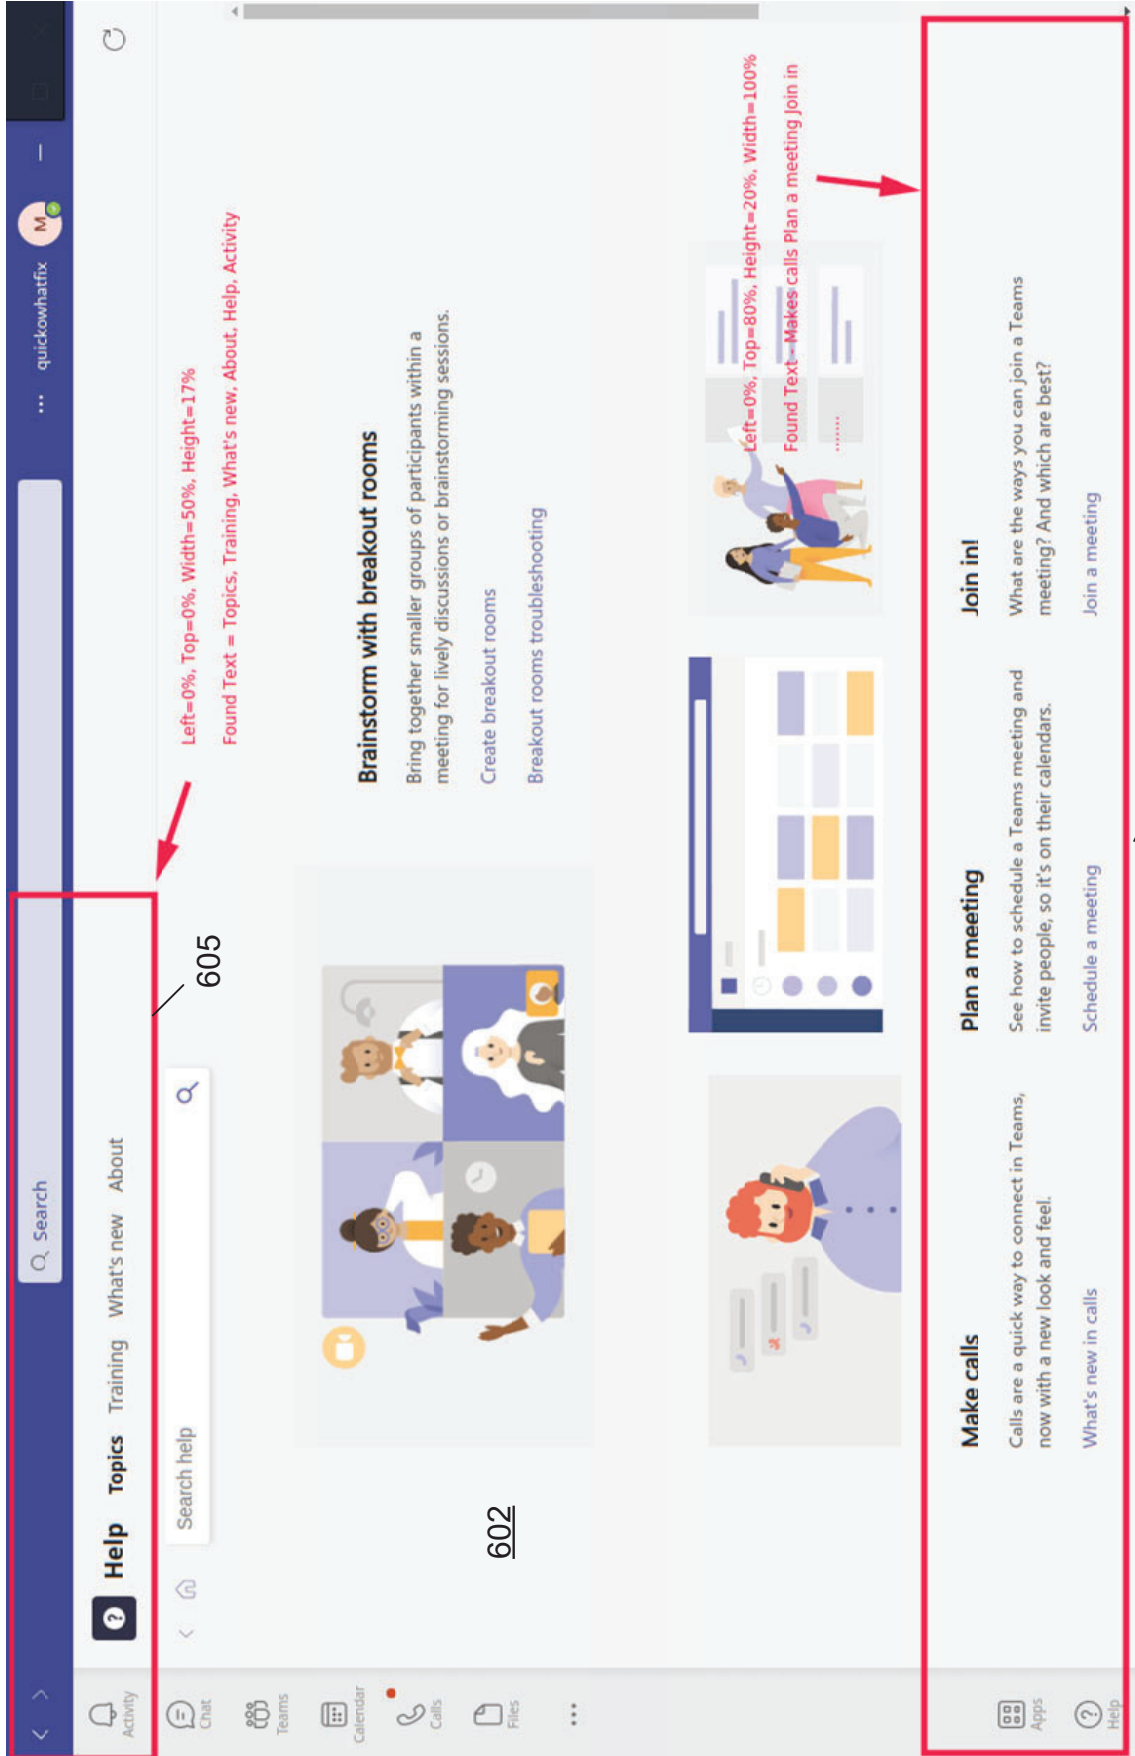 Search
quickowhatfix
M
Activity
Help
Topics
Training
What's new
About
Left=0%, Top=0%, Width=50%, Height=17%
Found Text = Topics, Training, What's new, About, Help, Activity
605
Search help
Chat
Teams
Calendar
Calls
Files
Brainstorm with breakout rooms
Bring together smaller groups of participants within a
meeting for lively discussions or brainstorming sessions.
Create breakout rooms
Breakout rooms troubleshooting
602
Left=0%, Top=80%, Height=20%, Width=100%
Found Text - Makes calls Plan a meeting Join in
........
Make calls
Calls are a quick way to connect in Teams,
now with a new look and feel.
What's new in calls
Plan a meeting
See how to schedule a Teams meeting and
invite people, so it's on their calendars.
Schedule a meeting
Join in!
What are the ways you can join a Teams
meeting? And which are best?
Join a meeting
Apps
Help